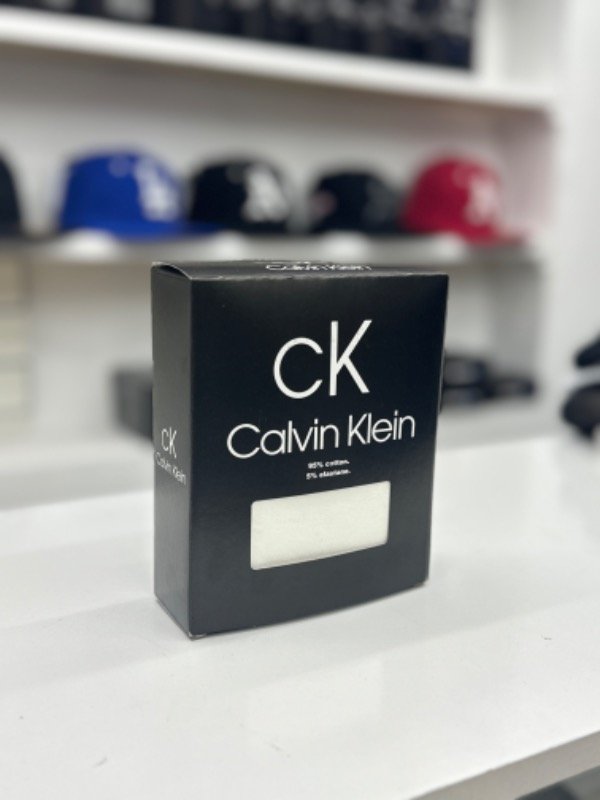 Calvin Klein
cK
Calvin Klein
95% cotton.
5% elastane.
cK
Calvin Klein